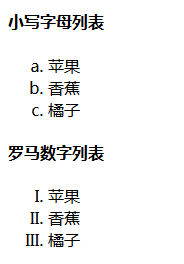 小写字母列表
a. 苹果
b. 香蕉
c. 橘子
罗马数字列表
I. 苹果
II. 香蕉
III. 橘子